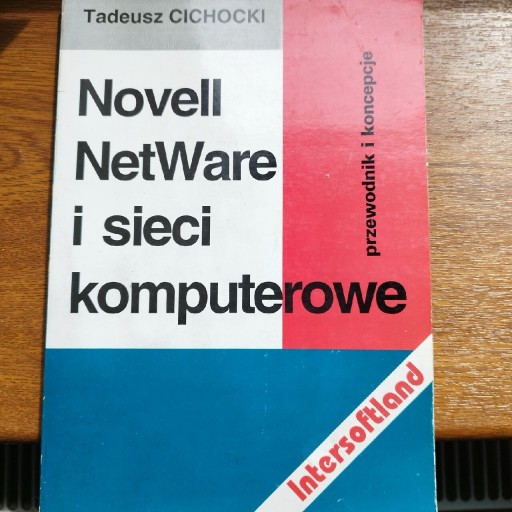 Tadeusz CICHOCKI
Novell
NetWare
i sieci
komputerowe
przewodnik i koncepcje
Intersoftland